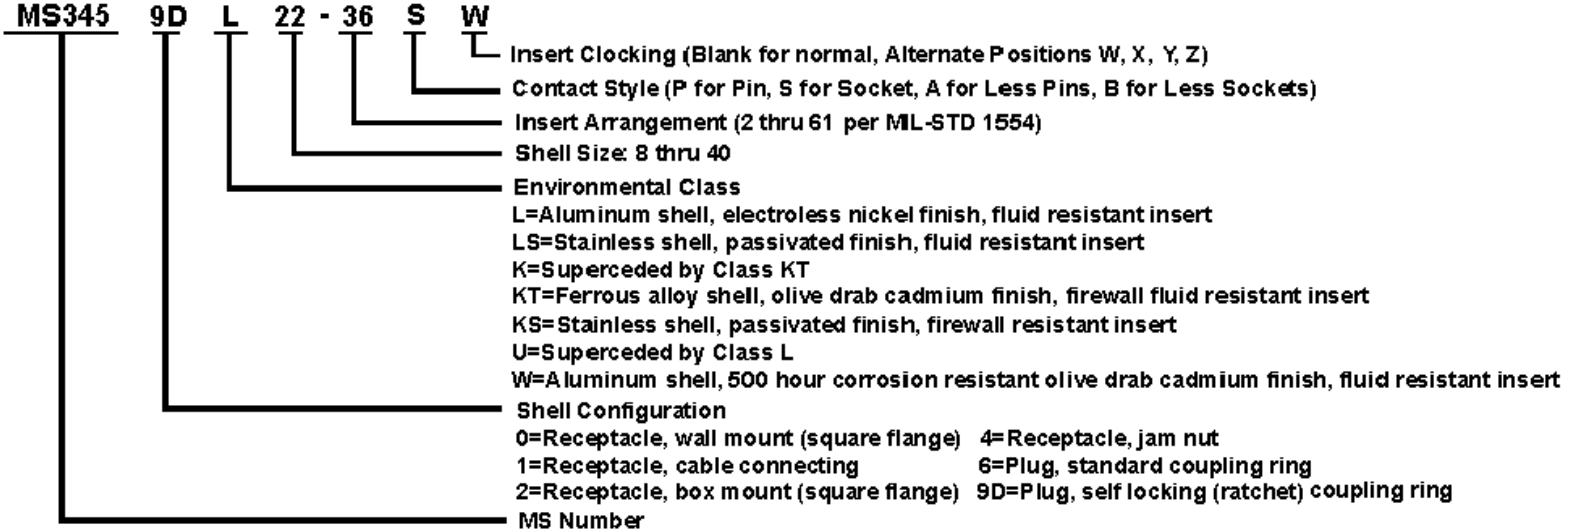 MS345 9D L 22 - 36 S W
Insert Clocking (Blank for normal, Alternate Positions W, X, Y, Z)
Contact Style (P for Pin, S for Socket, A for Less Pins, B for Less Sockets)
Insert Arrangement (2 thru 61 per MIL-STD 1554)
Shell Size: 8 thru 40
Environmental Class
L=Aluminum shell, electroless nickel finish, fluid resistant insert
LS=Stainless shell, passivated finish, fluid resistant insert
K=Superceded by Class KT
KT=Ferrous alloy shell, olive drab cadmium finish, firewall fluid resistant insert
KS=Stainless shell, passivated finish, firewall resistant insert
U=Superceded by Class L
W=Aluminum shell, 500 hour corrosion resistant olive drab cadmium finish, fluid resistant insert
Shell Configuration
0=Receptacle, wall mount (square flange) 4=Receptacle, jam nut
1=Receptacle, cable connecting 6=Plug, standard coupling ring
2=Receptacle, box mount (square flange) 9D=Plug, self locking (ratchet) coupling ring
MS Number